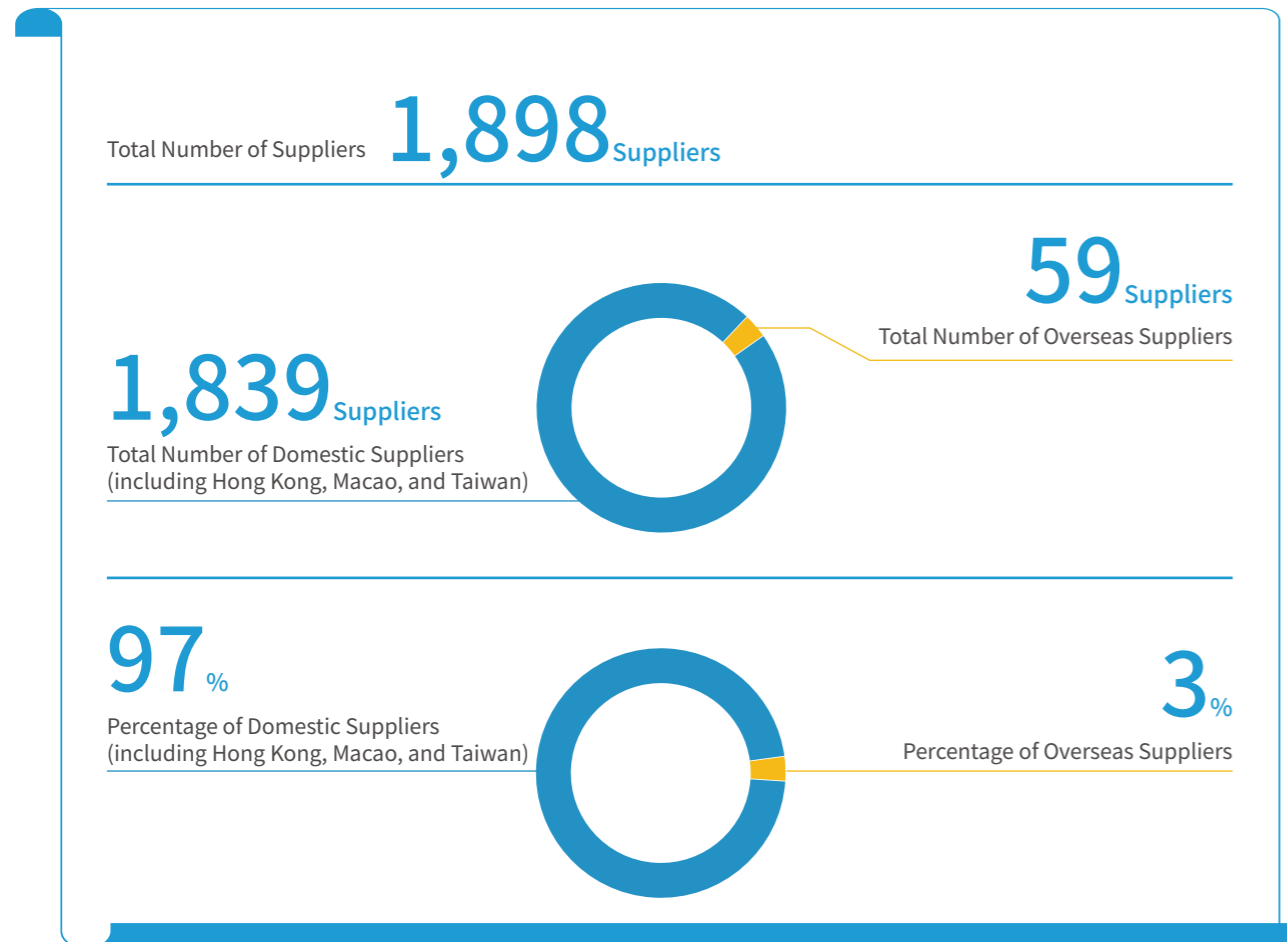 Total Number of Suppliers 1,898 Suppliers
59 Suppliers
Total Number of Overseas Suppliers
1,839 Suppliers
Total Number of Domestic Suppliers
(including Hong Kong, Macao, and Taiwan)
97 %
Percentage of Domestic Suppliers
(including Hong Kong, Macao, and Taiwan)
3 %
Percentage of Overseas Suppliers